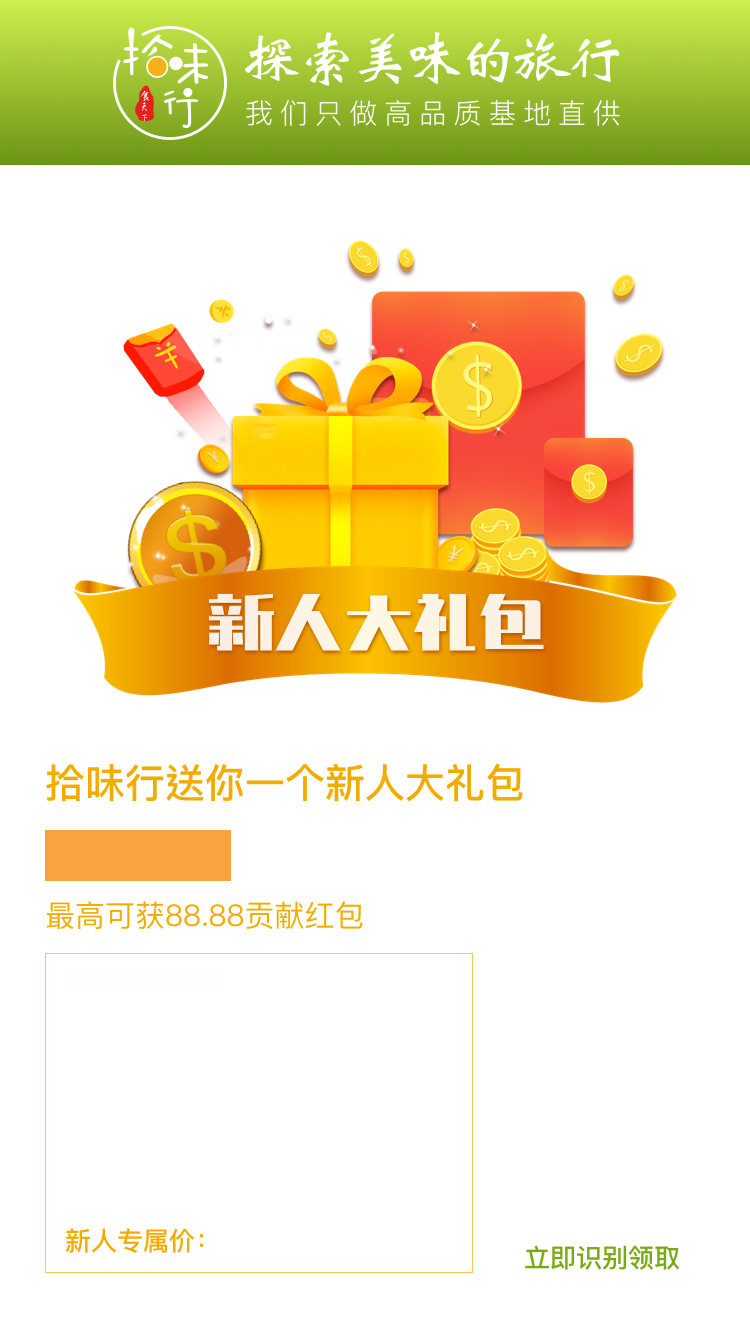 拾味行
食天下
探索美味的旅行
我们只做高品质基地直供
新人大礼包
拾味行送你一个新人大礼包
最高可获88.88贡献红包
新人专属价：
立即识别领取